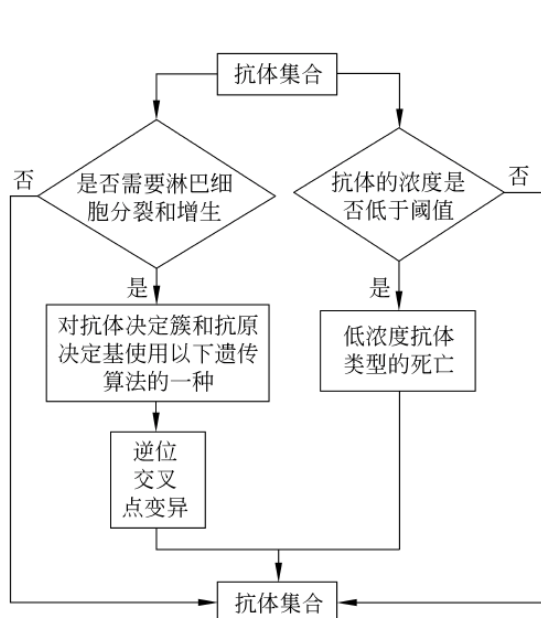 抗体集合
否
是否需要淋巴细
胞分裂和增生
抗体的浓度是
否低于阈值
否
是
是
对抗体决定簇和抗原
决定基使用以下遗传
算法的一种
低浓度抗体
类型的死亡
逆位
交叉
点变异
抗体集合